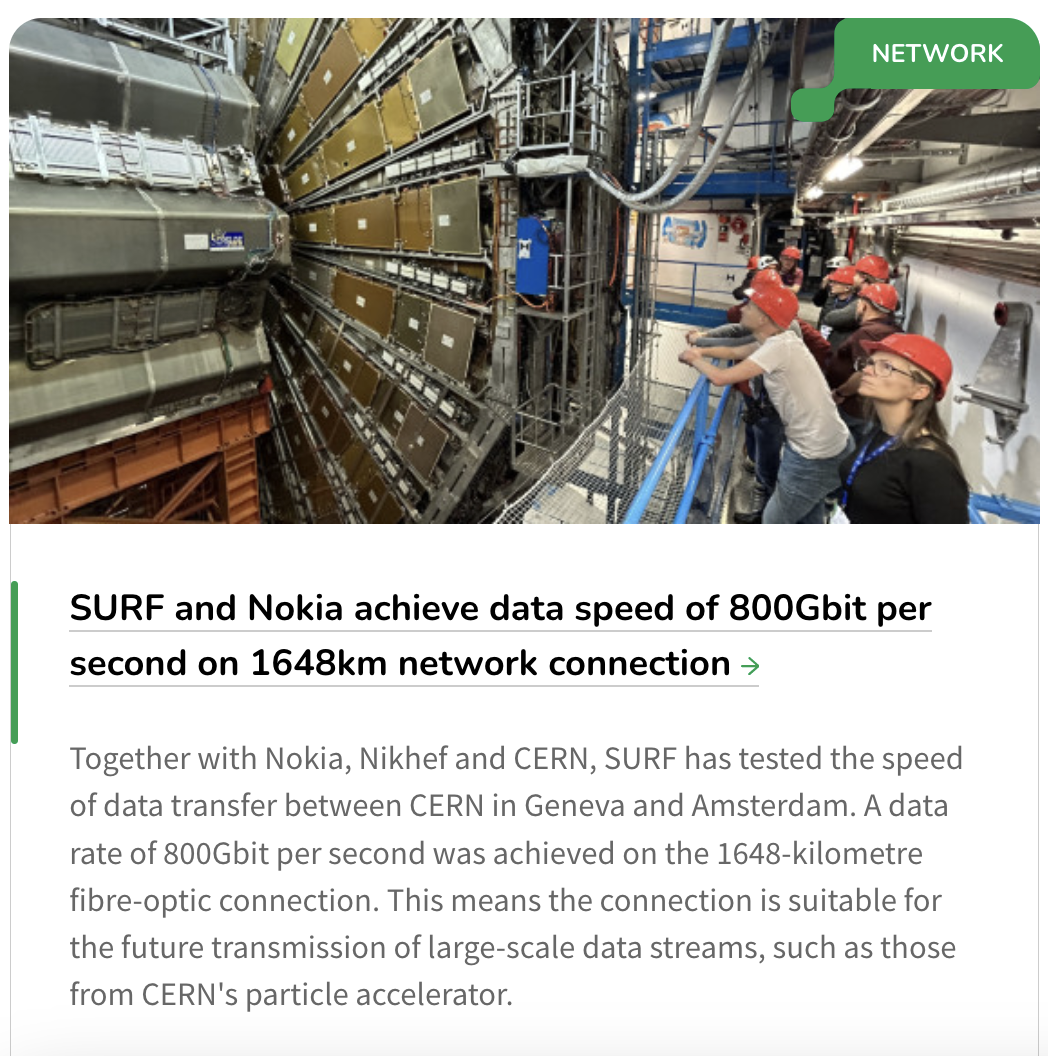 NETWORK
SURF and Nokia achieve data speed of 800Gbit per
second on 1648km network connection →
Together with Nokia, Nikhef and CERN, SURF has tested the speed
of data transfer between CERN in Geneva and Amsterdam. A data
rate of 800Gbit per second was achieved on the 1648-kilometre
fibre-optic connection. This means the connection is suitable for
the future transmission of large-scale data streams, such as those
from CERN's particle accelerator.